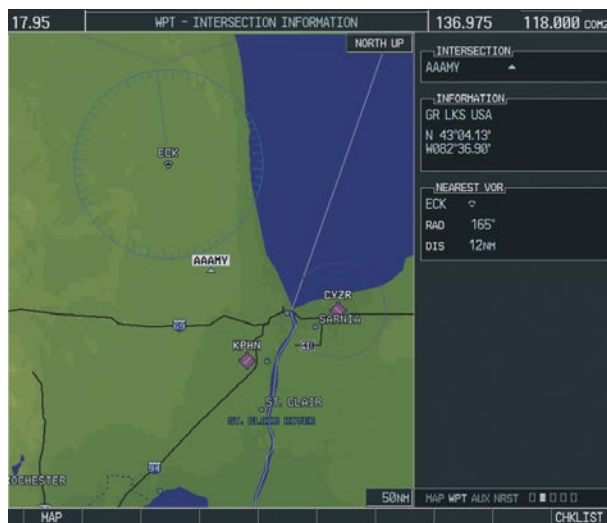 17.95
WPT - INTERSECTION INFORMATION
136.975
118.000 COM2
NORTH UP
ECK
AAAMY
CYZR
SARNIA
KPHN
ST. CLAIR
ST. CLAIR RIVER
94
OCHESTER
50NM
INTERSECTION
AAAMY
INFORMATION
GR LKS USA
N 43°04.13'
W082°36.90'
NEAREST VOR
ECK
RAD 165°
DIS 12NM
MAP WPT AUX NRST
MAP
CHKLIST